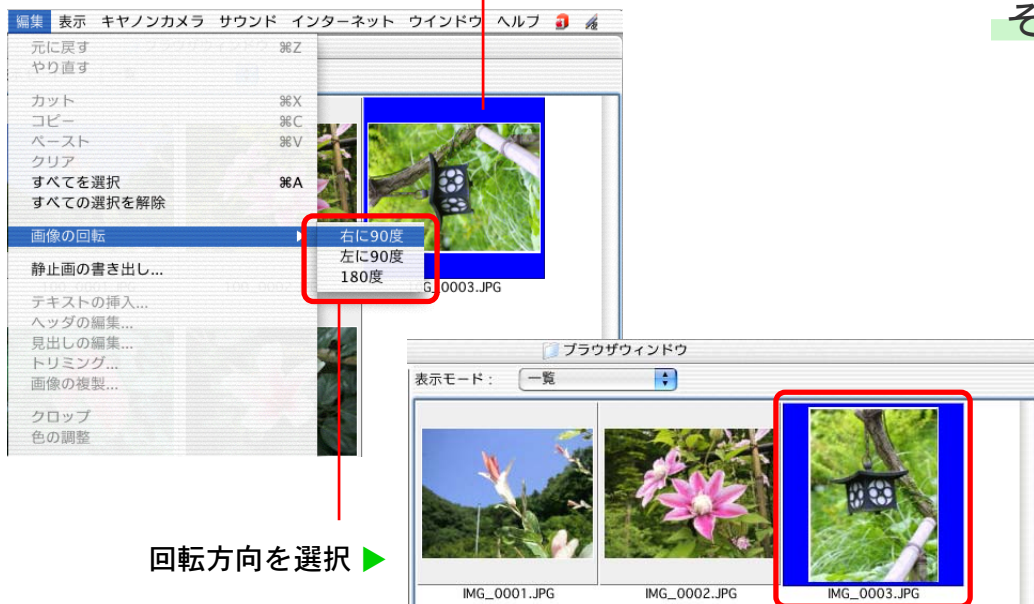 そ
編集 表示 キヤノンカメラ サウンド インターネット ウインドウ ヘルプ
元に戻す ⌘Z
やり直す
カット ⌘X
コピー ⌘C
ペースト ⌘V
クリア
すべてを選択 ⌘A
すべての選択を解除
画像の回転
右に90度
左に90度
180度
静止画の書き出し...
テキストの挿入...
ヘッダの編集...
見出しの編集...
トリミング...
画像の複製...
クロップ
色の調整
_0003.JPG
ブラウザウィンドウ
表示モード： 一覧
IMG_0001.JPG IMG_0002.JPG IMG_0003.JPG
回転方向を選択 ▶